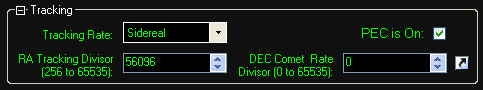 Tracking
Tracking Rate: Sidereal PEC is On:
RA Tracking Divisor (256 to 65535): 56096
DEC Comet Rate Divisor (0 to 65535): 0